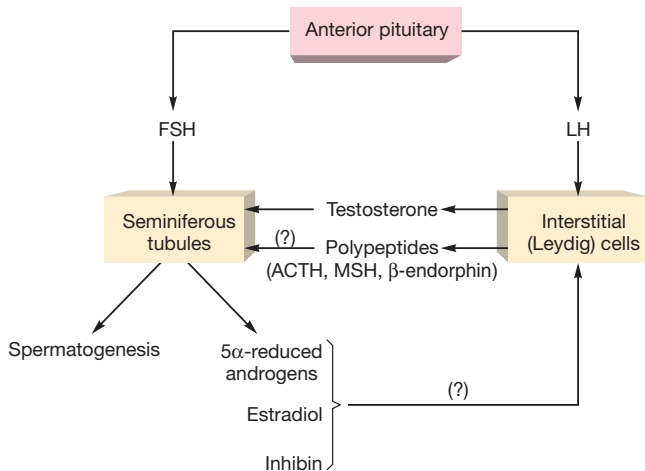 Anterior pituitary
FSH
LH
Seminiferous
tubules
Testosterone
(?)
Polypeptides
(ACTH, MSH, β-endorphin)
Interstitial
(Leydig) cells
Spermatogenesis
5α-reduced
androgens
Estradiol
Inhibin
(?)